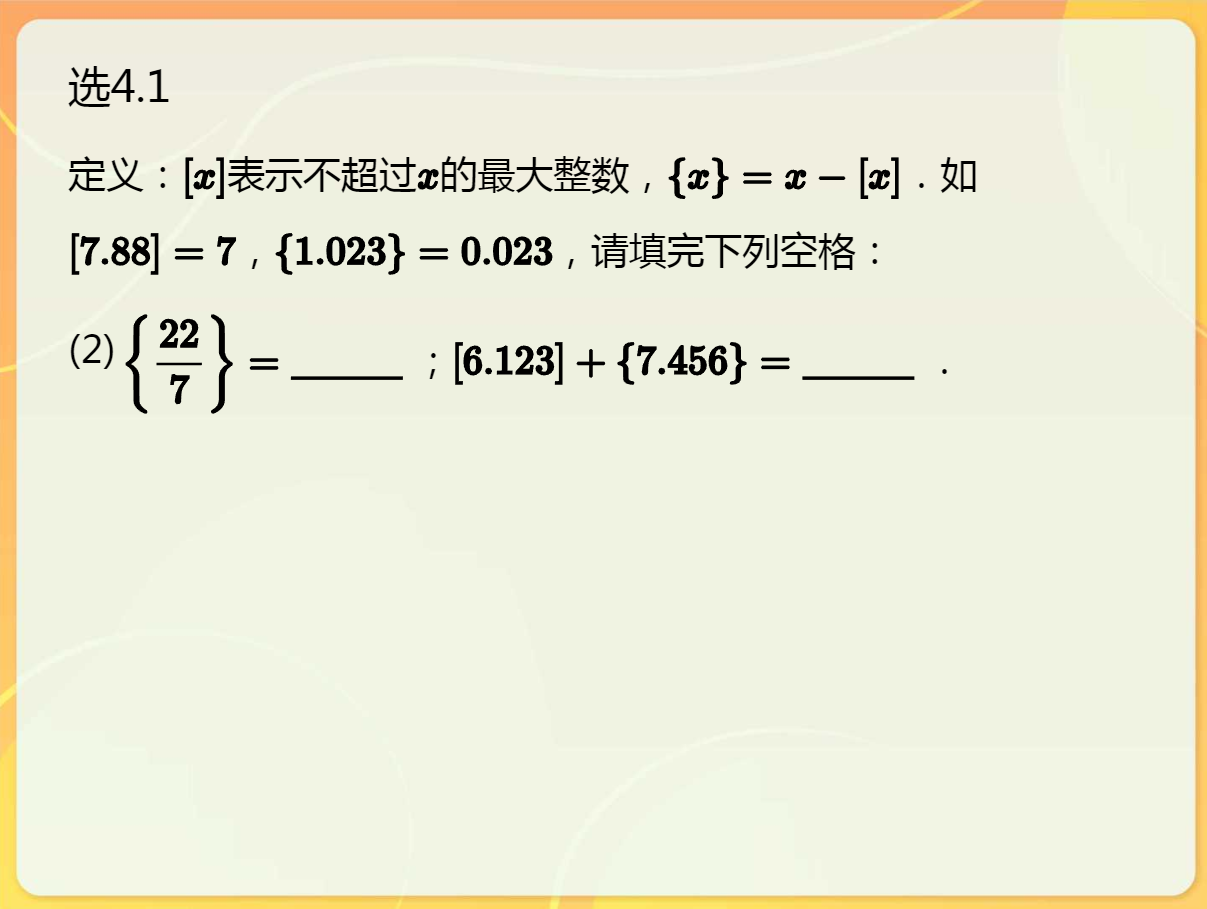 选4.1
定义：[x]表示不超过x的最大整数，{x} = x − [x]．如
[7.88] = 7，{1.023} = 0.023，请填完下列空格：
(2) {22/7} = ______ ；[6.123] + {7.456} = ______ ．